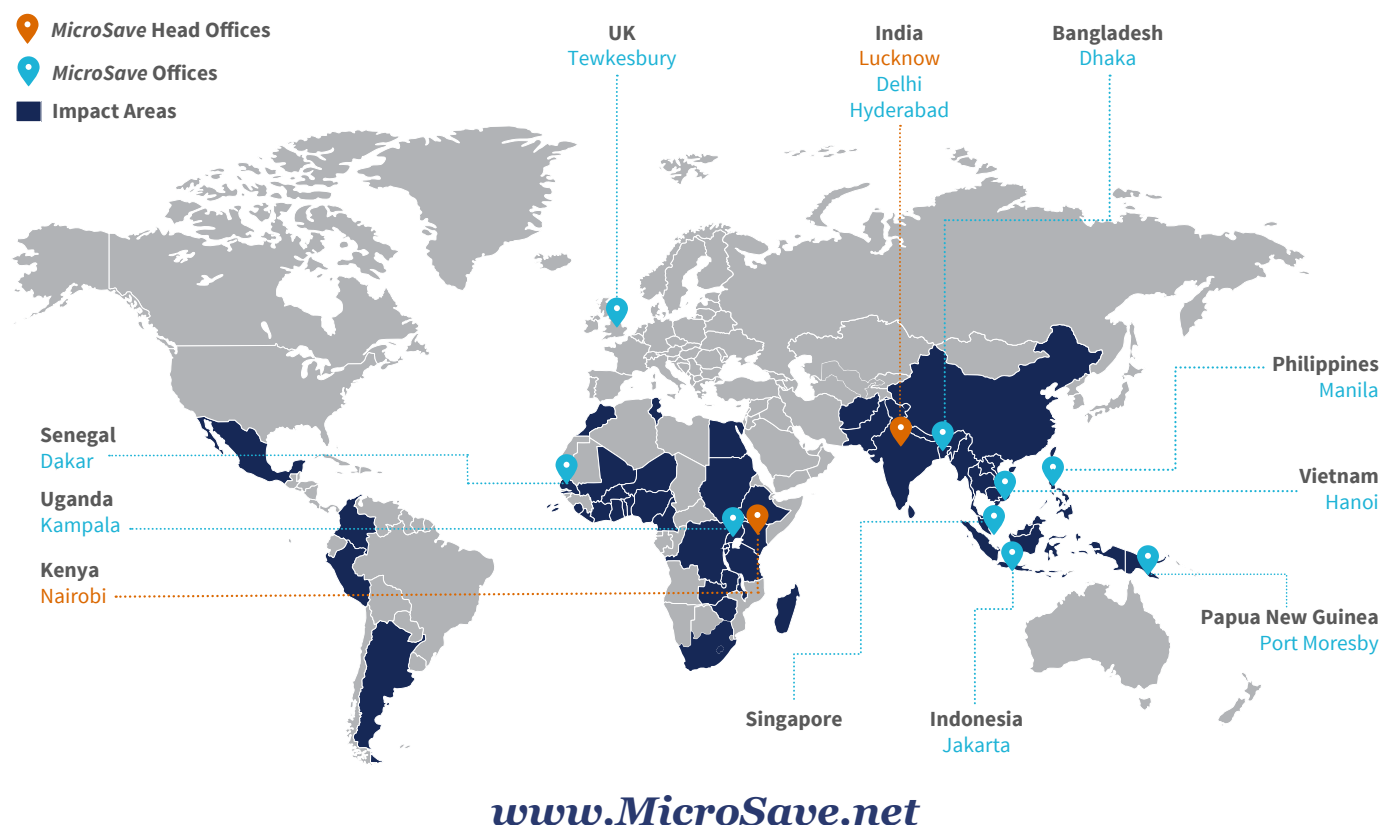 MicroSave Head Offices
MicroSave Offices
Impact Areas
UK
Tewkesbury
India
Lucknow
Delhi
Hyderabad
Bangladesh
Dhaka
Philippines
Manila
Senegal
Dakar
Vietnam
Hanoi
Uganda
Kampala
Kenya
Nairobi
Papua New Guinea
Port Moresby
Singapore
Indonesia
Jakarta
www.MicroSave.net